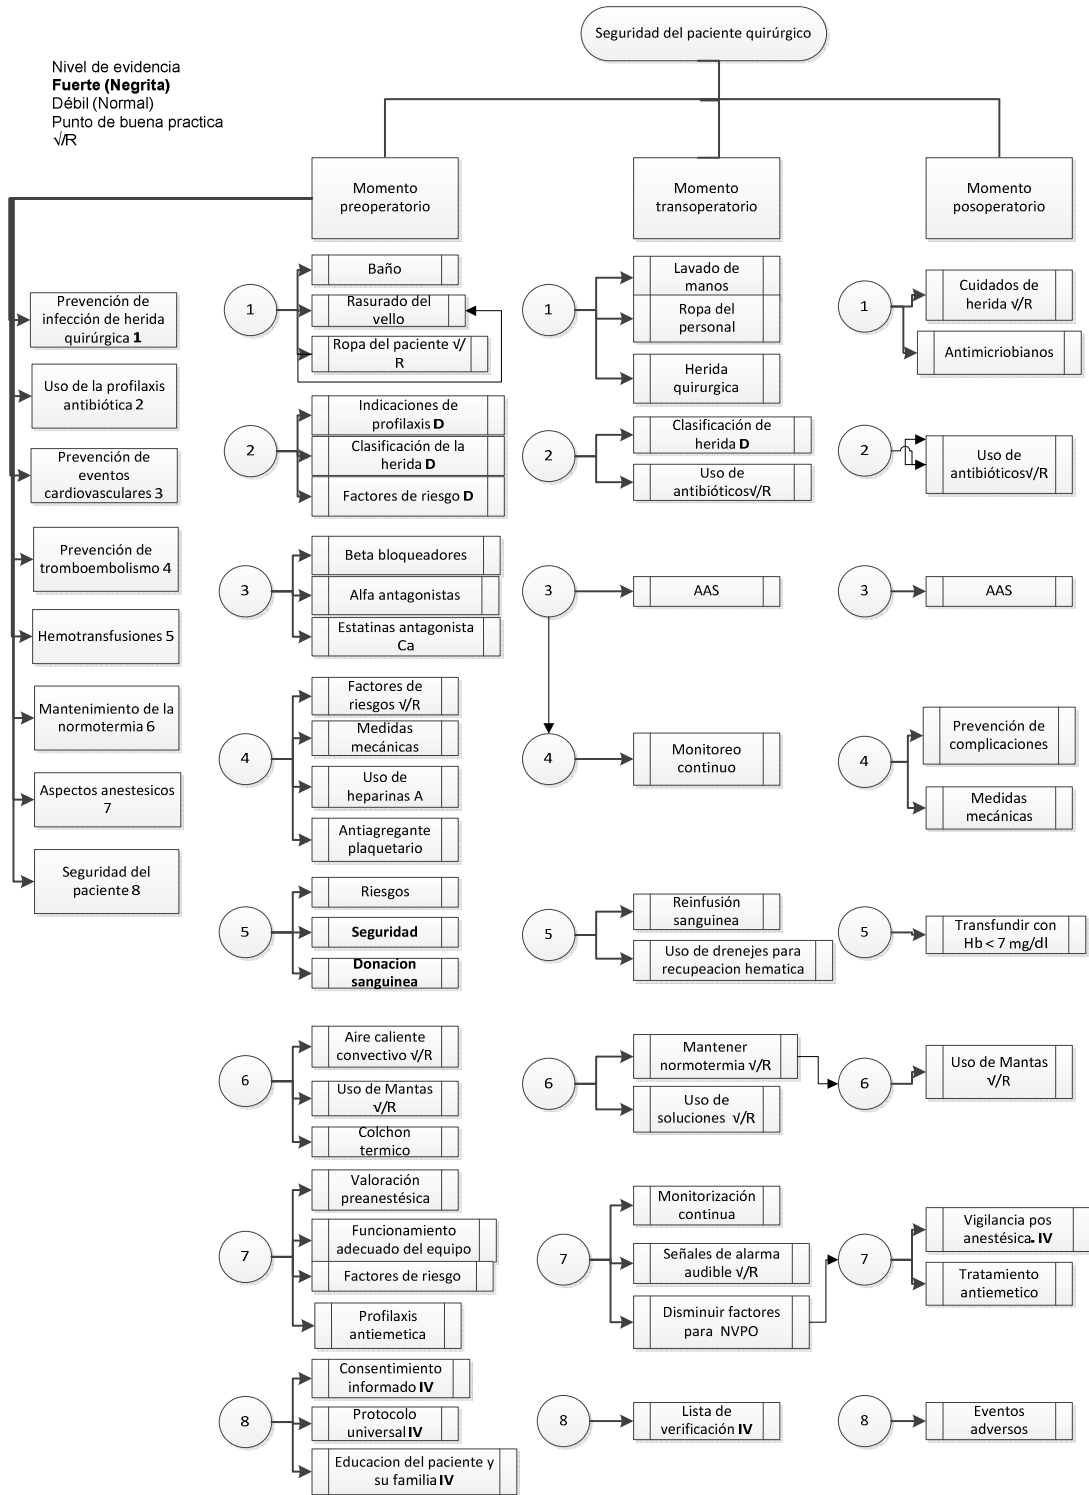 Seguridad del paciente quirúrgico
Nivel de evidencia
Fuerte (Negrita)
Débil (Normal)
Punto de buena practica
√/R
Momento
preoperatorio
Momento
transoperatorio
Momento
posoperatorio
Prevención de
infección de herida
quirúrgica 1
Uso de la profilaxis
antibiótica 2
Prevención de
eventos
cardiovasculares 3
Prevención de
tromboembolismo 4
Hemotransfusiones 5
Mantenimiento de la
normotermia 6
Aspectos anestesicos
7
Seguridad del
paciente 8
1
Baño
Rasurado del
vello
Ropa del paciente √/
R
1
Lavado de
manos
Ropa del
personal
Herida
quirurgica
1
Cuidados de
herida √/R
Antimicriobianos
2
Indicaciones de
profilaxis D
Clasificación de la
herida D
Factores de riesgo D
2
Clasificación de
herida D
Uso de
antibióticos√/R
2
Uso de
antibióticos√/R
3
Beta bloqueadores
Alfa antagonistas
Estatinas antagonista
Ca
3
AAS
3
AAS
4
Factores de
riesgos √/R
Medidas
mecánicas
Uso de
heparinas A
Antiagregante
plaquetario
4
Monitoreo
continuo
4
Prevención de
complicaciones
Medidas
mecánicas
5
Riesgos
Seguridad
Donacion
sanguinea
5
Reinfusión
sanguinea
Uso de drenejes para
recupeacion hematica
5
Transfundir con
Hb < 7 mg/dl
6
Aire caliente
convectivo √/R
Uso de Mantas
√/R
Colchon
termico
6
Mantener
normotermia √/R
Uso de
soluciones √/R
6
Uso de Mantas
√/R
7
Valoración
preanestésica
Funcionamiento
adecuado del equipo
Factores de riesgo
Profilaxis
antiemetica
7
Monitorización
continua
Señales de alarma
audible √/R
Disminuir factores
para NVPO
7
Vigilancia pos
anestésica. IV
Tratamiento
antiemetico
8
Consentimiento
informado IV
Protocolo
universal IV
Educacion del paciente y
su familia IV
8
Lista de
verificación IV
8
Eventos
adversos